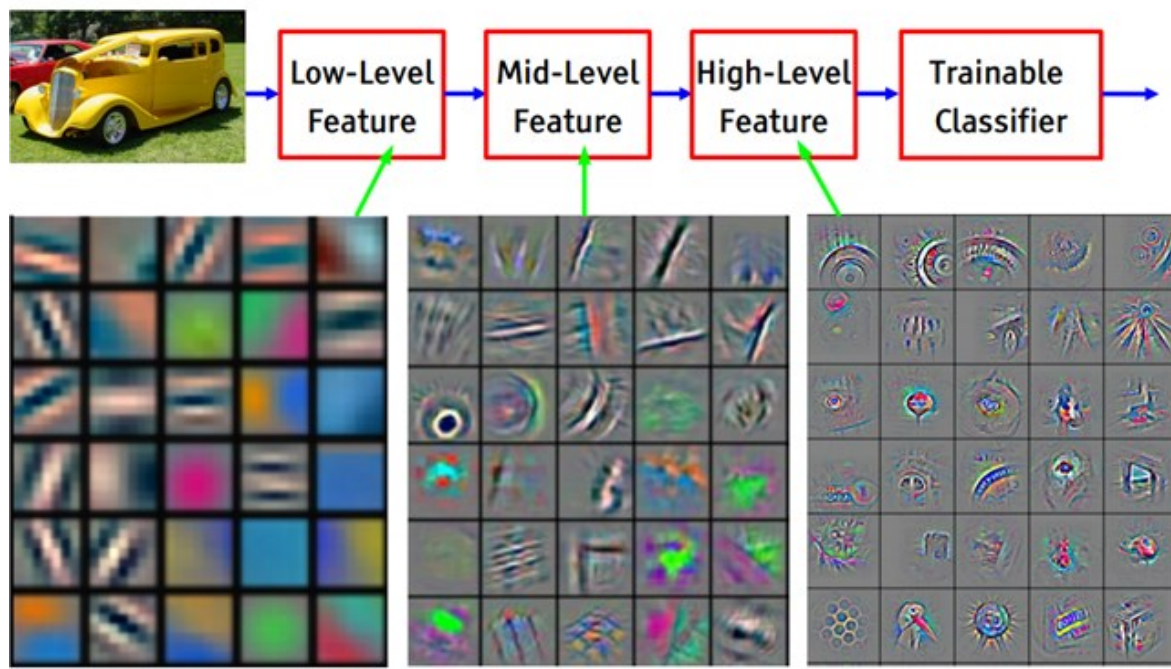 Low-Level
Feature
Mid-Level
Feature
High-Level
Feature
Trainable
Classifier